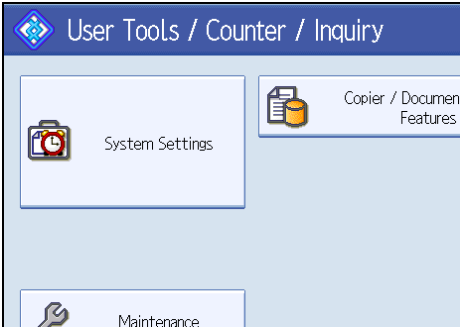 User Tools / Counter / Inquiry
System Settings
Copier / Documen
Features
Maintenance